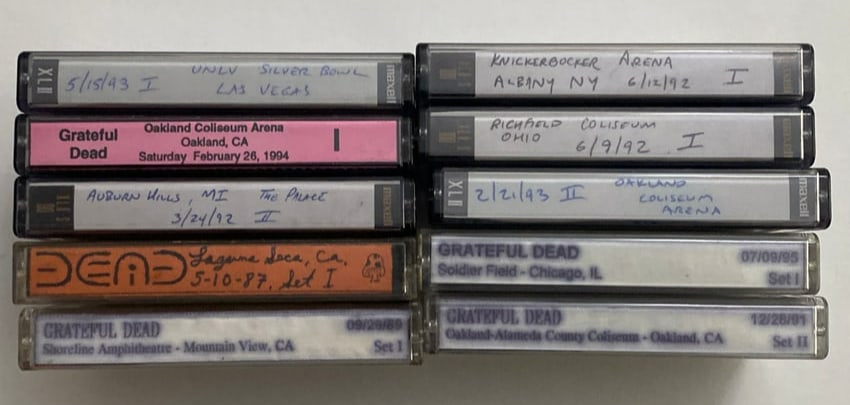 XLII
5/15/93 I
UNLV SILVER BOWL
LAS VEGAS
maxell
Grateful
Dead
Oakland Coliseum Arena
Oakland, CA
Saturday February 26, 1994
I
AUBURN HILLS, MI THE PALACE
3/24/92 II
maxell
DEAD
Laguna Seca, Ca,
5-10-87, Set I
GRATEFUL DEAD
09/29/89
Shoreline Amphitheatre - Mountain View, CA
Set I
KNICKERBOCKER ARENA
ALBANY NY 6/12/92 I
RICHFIELD COLISEUM
OHIO 6/9/92 I
XLII
2/21/93 II
OAKLAND
COLISEUM
ARENA
maxell
GRATEFUL DEAD
07/09/95
Soldier Field - Chicago, IL
Set I
GRATEFUL DEAD
12/28/91
Oakland-Alameda County Coliseum - Oakland, CA
Set II